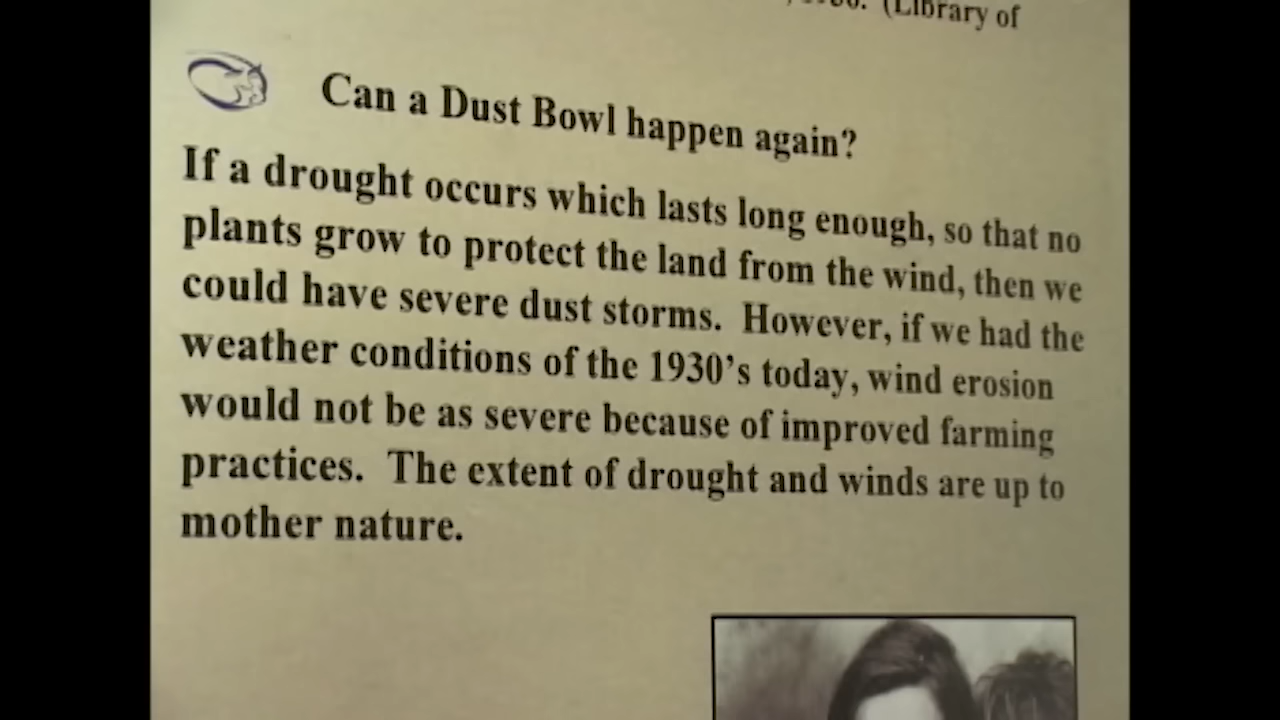 (Library of
Can a Dust Bowl happen again?
If a drought occurs which lasts long enough, so that no
plants grow to protect the land from the wind, then we
could have severe dust storms.  However, if we had the
weather conditions of the 1930's today, wind erosion
would not be as severe because of improved farming
practices.  The extent of drought and winds are up to
mother nature.